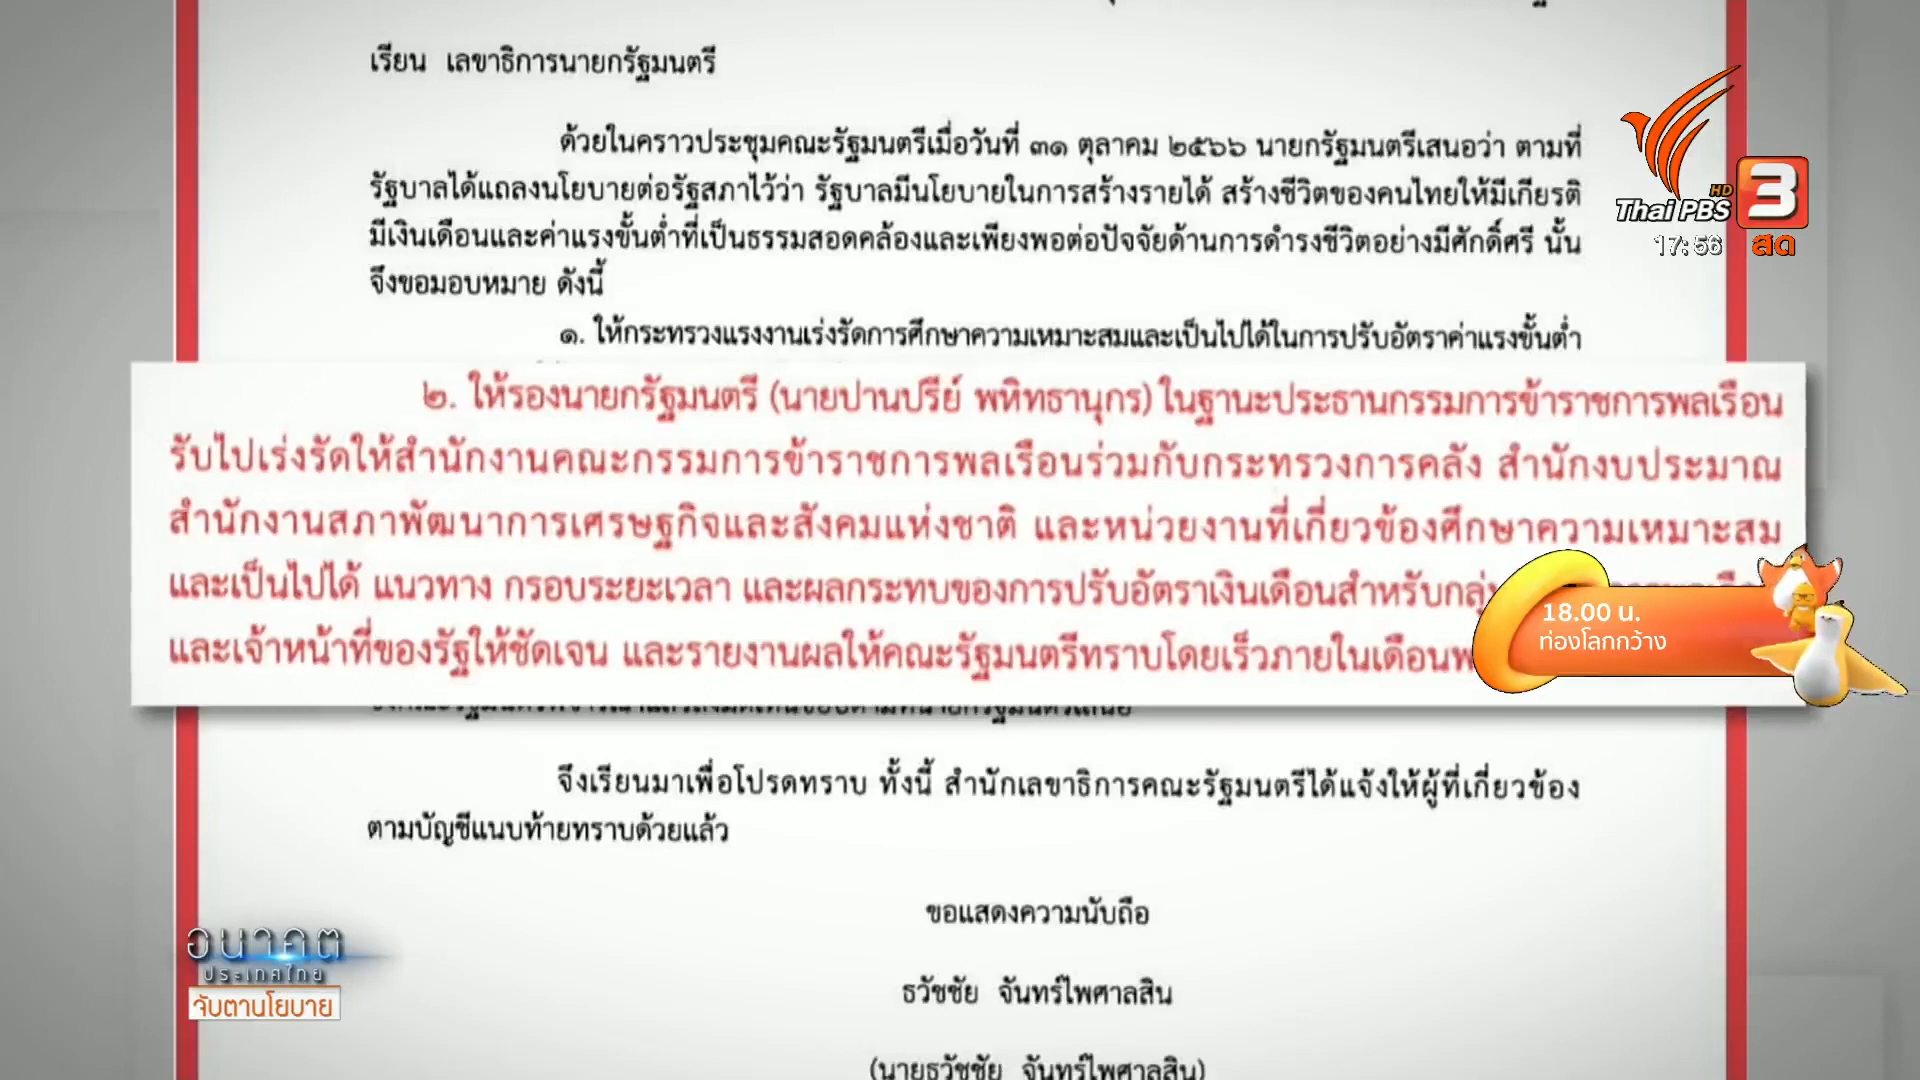 เรียน เลขาธิการนายกรัฐมนตรี
ด้วยในคราวประชุมคณะรัฐมนตรีเมื่อวันที่ ๓๑ ตุลาคม ๒๕๖๖ นายกรัฐมนตรีเสนอว่า ตามที่
รัฐบาลได้แถลงนโยบายต่อรัฐสภาไว้ว่า รัฐบาลมีนโยบายในการสร้างรายได้ สร้างชีวิตของคนไทยให้มีเกียรติ
มีเงินเดือนและค่าแรงขั้นต่ำที่เป็นธรรมสอดคล้องและเพียงพอต่อปัจจัยด้านการดำรงชีวิตอย่างมีศักดิ์ศรี นั้น
จึงขอมอบหมาย ดังนี้
๑. ให้กระทรวงแรงงานเร่งรัดการศึกษาความเหมาะสมและเป็นไปได้ในการปรับอัตราค่าแรงขั้นต่ำ
๒. ให้รองนายกรัฐมนตรี (นายปานปรีย์ พหิทธานุกร) ในฐานะประธานกรรมการข้าราชการพลเรือน
รับไปเร่งรัดให้สำนักงานคณะกรรมการข้าราชการพลเรือนร่วมกับกระทรวงการคลัง สำนักงบประมาณ
สำนักงานสภาพัฒนาการเศรษฐกิจและสังคมแห่งชาติ และหน่วยงานที่เกี่ยวข้องศึกษาความเหมาะสม
และเป็นไปได้ แนวทาง กรอบระยะเวลา และผลกระทบของการปรับอัตราเงินเดือนสำหรับกลุ่ม
และเจ้าหน้าที่ของรัฐให้ชัดเจน และรายงานผลให้คณะรัฐมนตรีทราบโดยเร็วภายในเดือน
จึงเรียนมาเพื่อโปรดทราบ ทั้งนี้ สำนักเลขาธิการคณะรัฐมนตรีได้แจ้งให้ผู้ที่เกี่ยวข้อง
ตามบัญชีแนบท้ายทราบด้วยแล้ว
ขอแสดงความนับถือ
ธวัชชัย จันทร์ไพศาลสิน
(นายธวัชชัย จันทร์ไพศาลสิน)
HD
Thai PBS 3
17:56 สด
18.00 น.
ท่องโลกกว้าง
อนาคต
ประเทศไทย
จับตานโยบาย